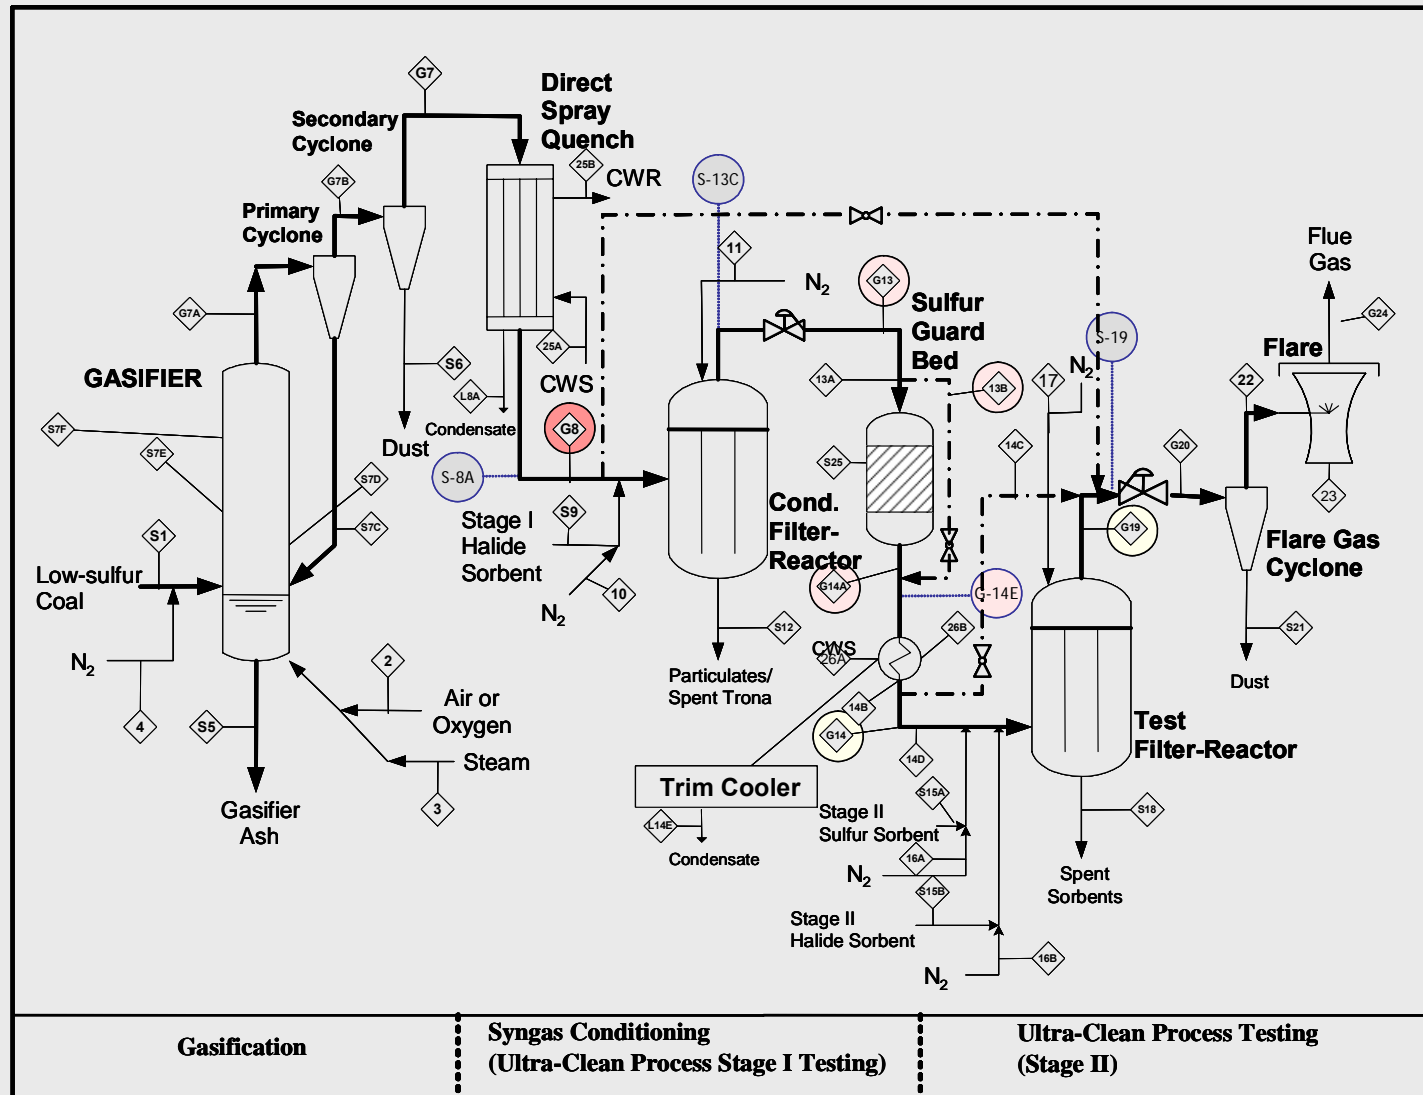 G7
Direct
Spray
Quench
Secondary
Cyclone
G7B
25B
CWR
S-13C
Primary
Cyclone
11
N2
G13
Flue
Gas
G7A
G24
Sulfur
Guard
Bed
S-19
25A
Flare
GASIFIER
S6
CWS
13A
13B
N2
17
22
L8A
Condensate
G8
S7F
Dust
14C
G20
S7E
S-8A
S7D
S25
23
Cond.
Filter-
Reactor
S9
Stage I
Halide
Sorbent
S1
S7C
G19
Flare Gas
Cyclone
Low-sulfur
Coal
10
N2
G14A
G-14E
S12
26B
S21
CWS
26A
N2
2
Particulates/
Spent Trona
Dust
Air or
Oxygen
4
S5
14B
G14
Test
Filter-Reactor
14D
Steam
Trim Cooler
3
S15A
Gasifier
Ash
Stage II
Sulfur Sorbent
S18
L14E
Condensate
16A
N2
Spent
Sorbents
S15B
Stage II
Halide Sorbent
16B
N2
Gasification
Syngas Conditioning
(Ultra-Clean Process Stage I Testing)
Ultra-Clean Process Testing
(Stage II)